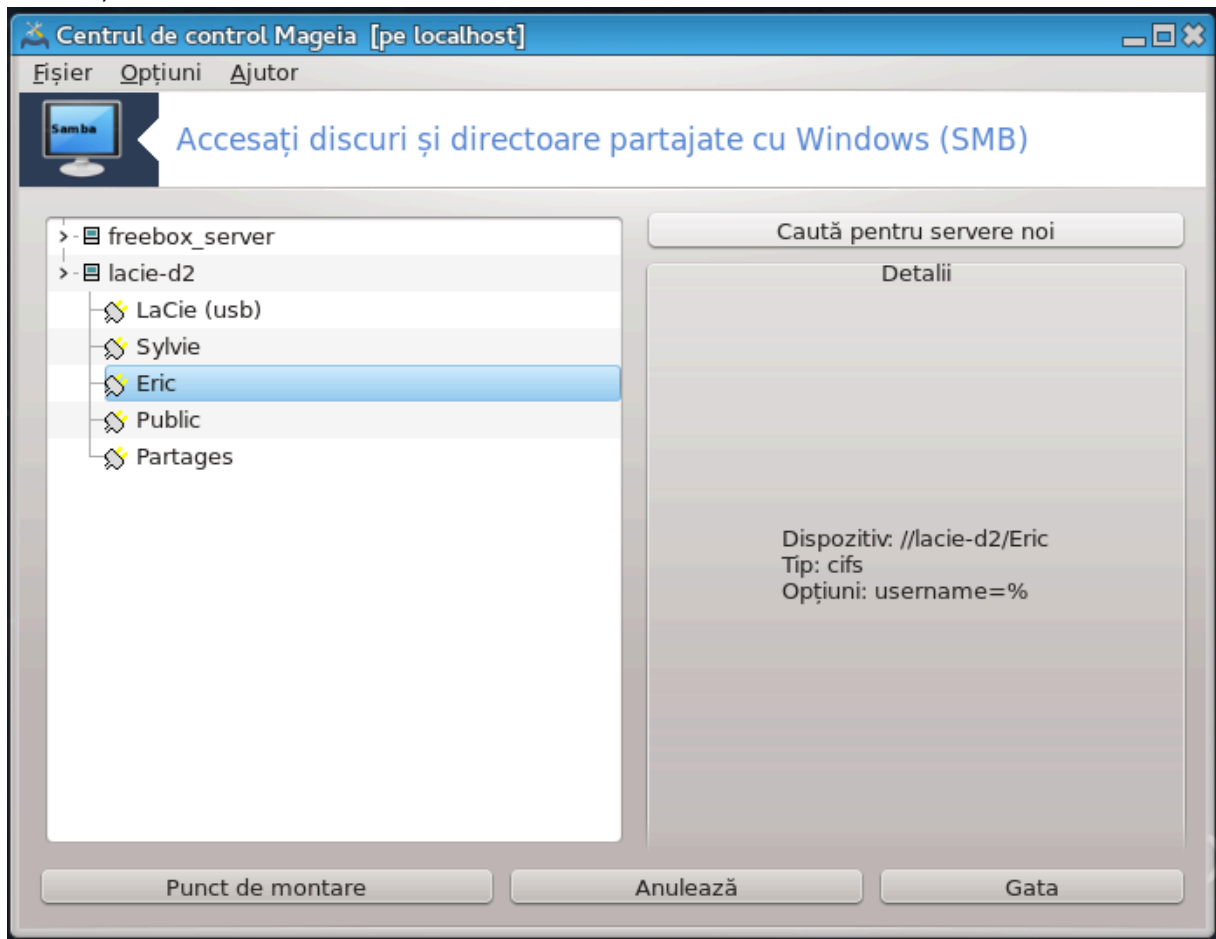 Centrul de control Mageia [pe localhost]
Fișier Opțiuni Ajutor
Samba
Accesați discuri și directoare partajate cu Windows (SMB)
freebox_server
lacie-d2
LaCie (usb)
Sylvie
Eric
Public
Partages
Caută pentru servere noi
Detalii
Dispozitiv: //lacie-d2/Eric
Tip: cifs
Opțiuni: username=%
Punct de montare Anulează Gata